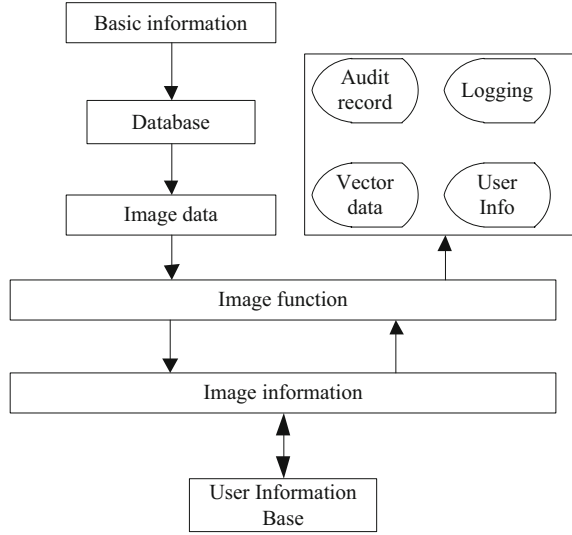 Basic information
Audit
record
Logging
Database
Vector
data
User
Info
Image data
Image function
Image information
User Information
Base